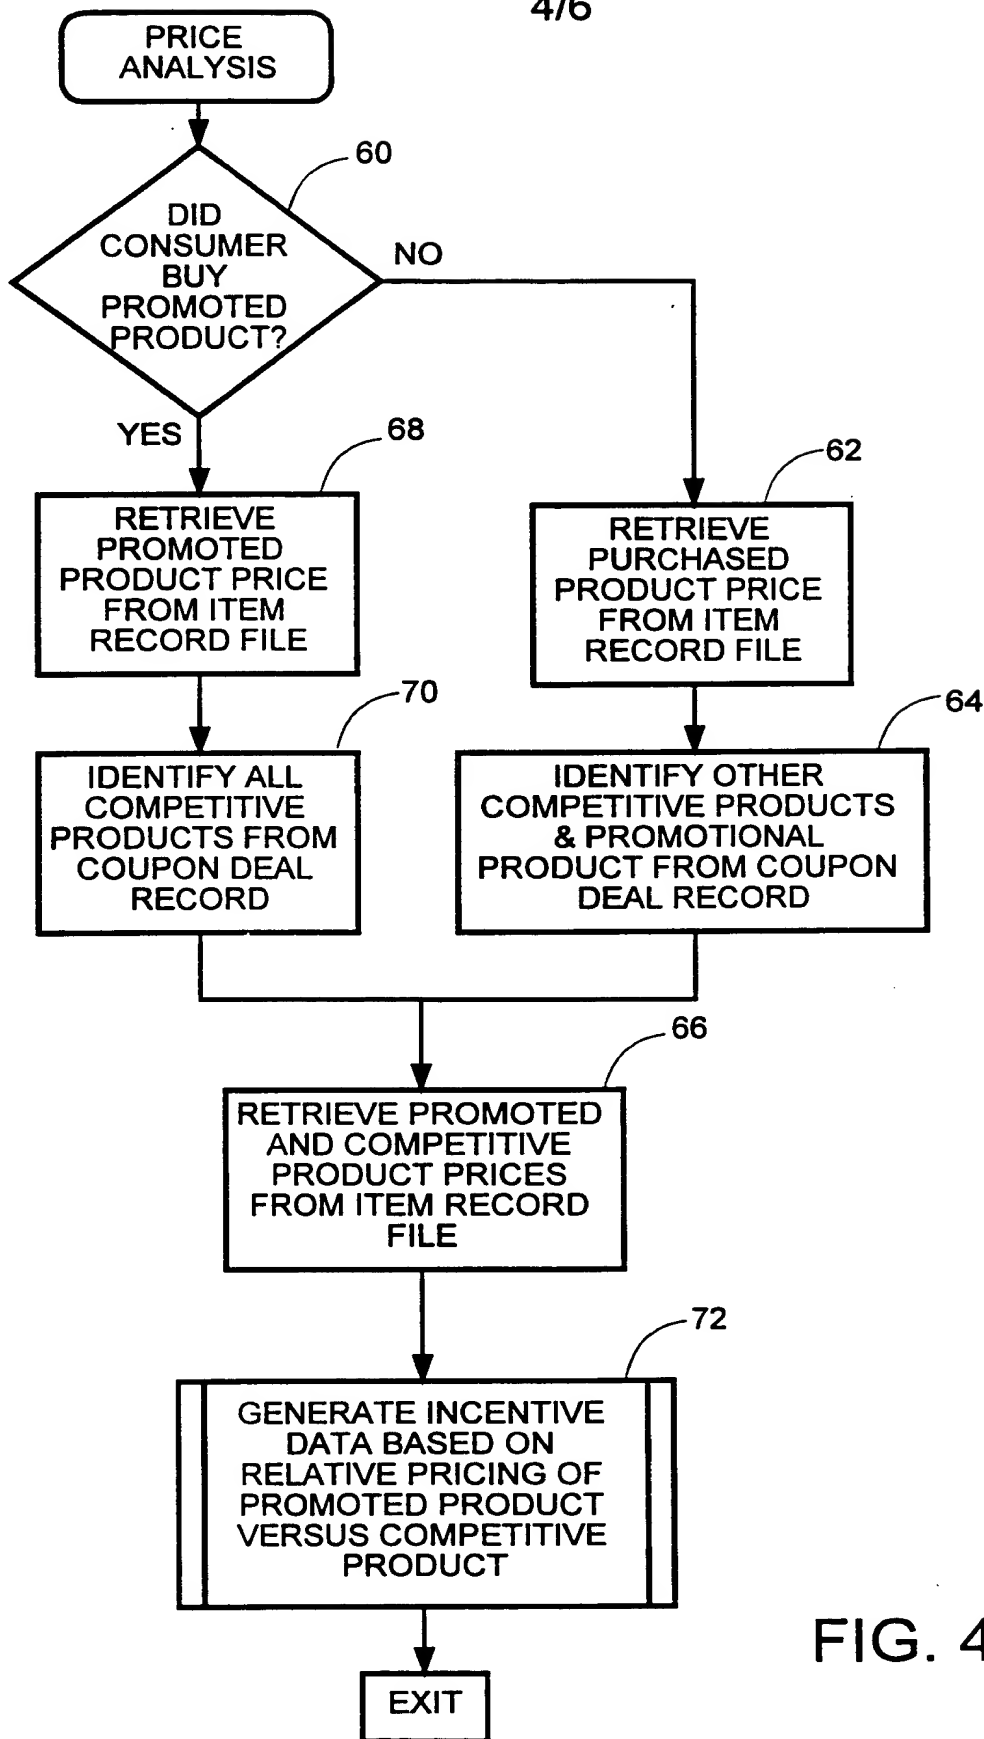 4/6
PRICE
ANALYSIS
60
DID
CONSUMER
BUY
PROMOTED
PRODUCT?
NO
YES
68
62
RETRIEVE
PROMOTED
PRODUCT PRICE
FROM ITEM
RECORD FILE
RETRIEVE
PURCHASED
PRODUCT PRICE
FROM ITEM
RECORD FILE
70
64
IDENTIFY ALL
COMPETITIVE
PRODUCTS FROM
COUPON DEAL
RECORD
IDENTIFY OTHER
COMPETITIVE PRODUCTS
& PROMOTIONAL
PRODUCT FROM COUPON
DEAL RECORD
66
RETRIEVE PROMOTED
AND COMPETITIVE
PRODUCT PRICES
FROM ITEM RECORD
FILE
72
GENERATE INCENTIVE
DATA BASED ON
RELATIVE PRICING OF
PROMOTED PRODUCT
VERSUS COMPETITIVE
PRODUCT
EXIT
FIG. 4